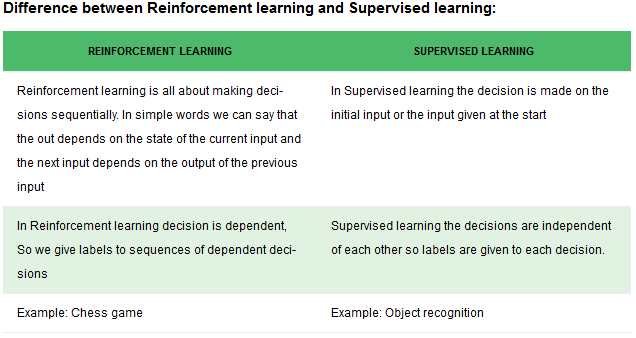 Difference between Reinforcement learning and Supervised learning:
REINFORCEMENT LEARNING
SUPERVISED LEARNING
Reinforcement learning is all about making deci-
sions sequentially. In simple words we can say that
the out depends on the state of the current input and
the next input depends on the output of the previous
input
In Supervised learning the decision is made on the
initial input or the input given at the start
In Reinforcement learning decision is dependent,
So we give labels to sequences of dependent deci-
sions
Supervised learning the decisions are independent
of each other so labels are given to each decision.
Example: Chess game
Example: Object recognition